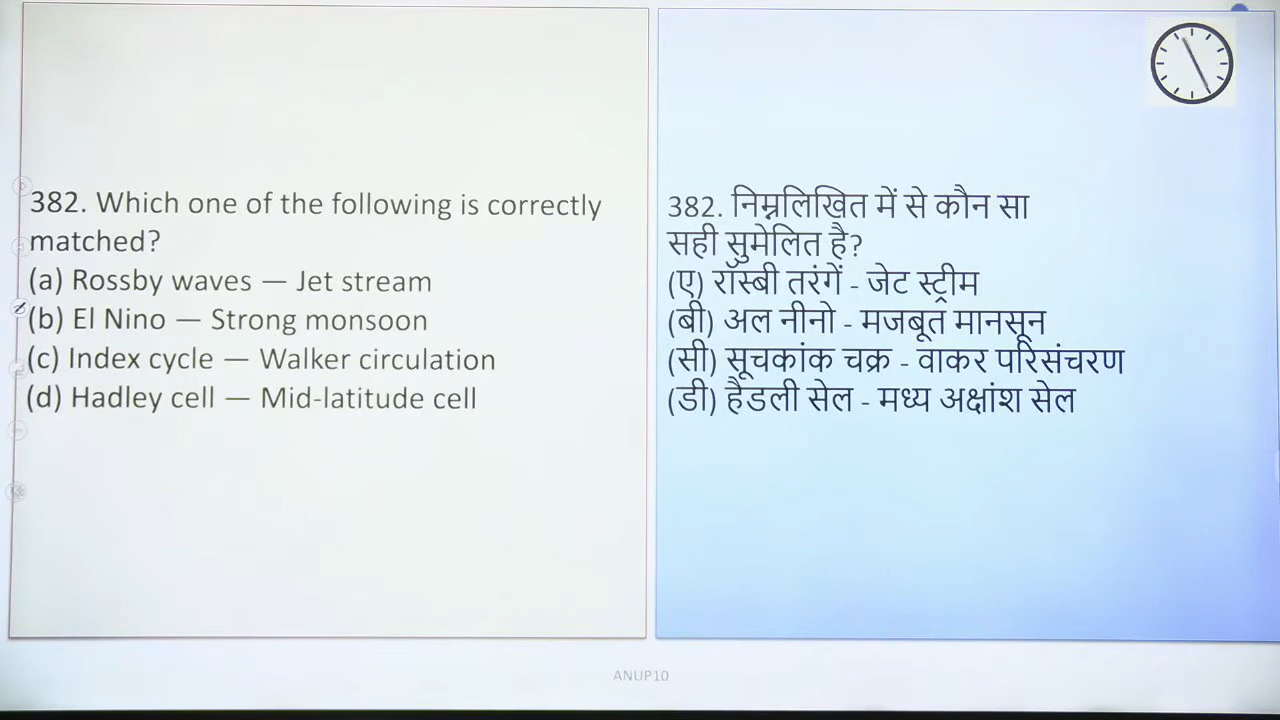 382. Which one of the following is correctly
matched?
(a) Rossby waves — Jet stream
(b) El Nino — Strong monsoon
(c) Index cycle — Walker circulation
(d) Hadley cell — Mid-latitude cell
382. निम्नलिखित में से कौन सा
सही सुमेलित है?
(ए) रॉस्बी तरंगें - जेट स्ट्रीम
(बी) अल नीनो - मजबूत मानसून
(सी) सूचकांक चक्र - वाकर परिसंचरण
(डी) हैडली सेल - मध्य अक्षांश सेल
ANUP10